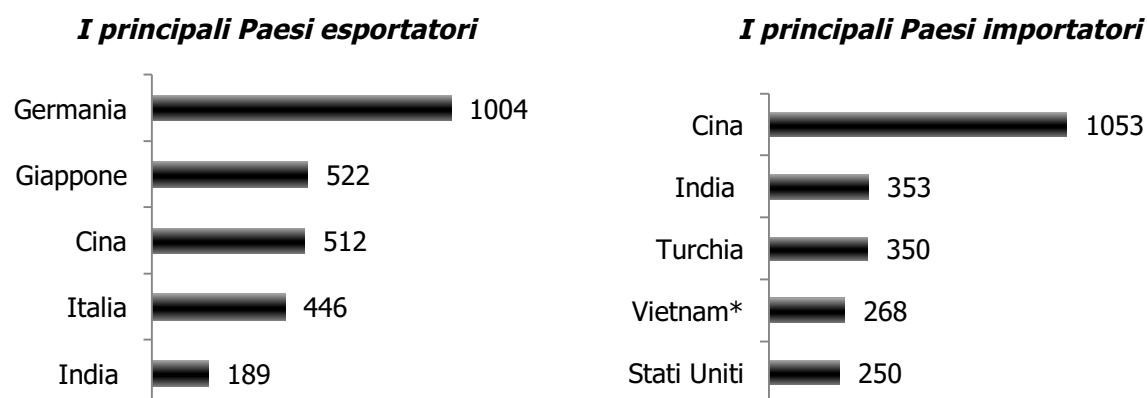 I principali Paesi esportatori
Germania 1004
Giappone 522
Cina 512
Italia 446
India 189
I principali Paesi importatori
Cina 1053
India 353
Turchia 350
Vietnam* 268
Stati Uniti 250